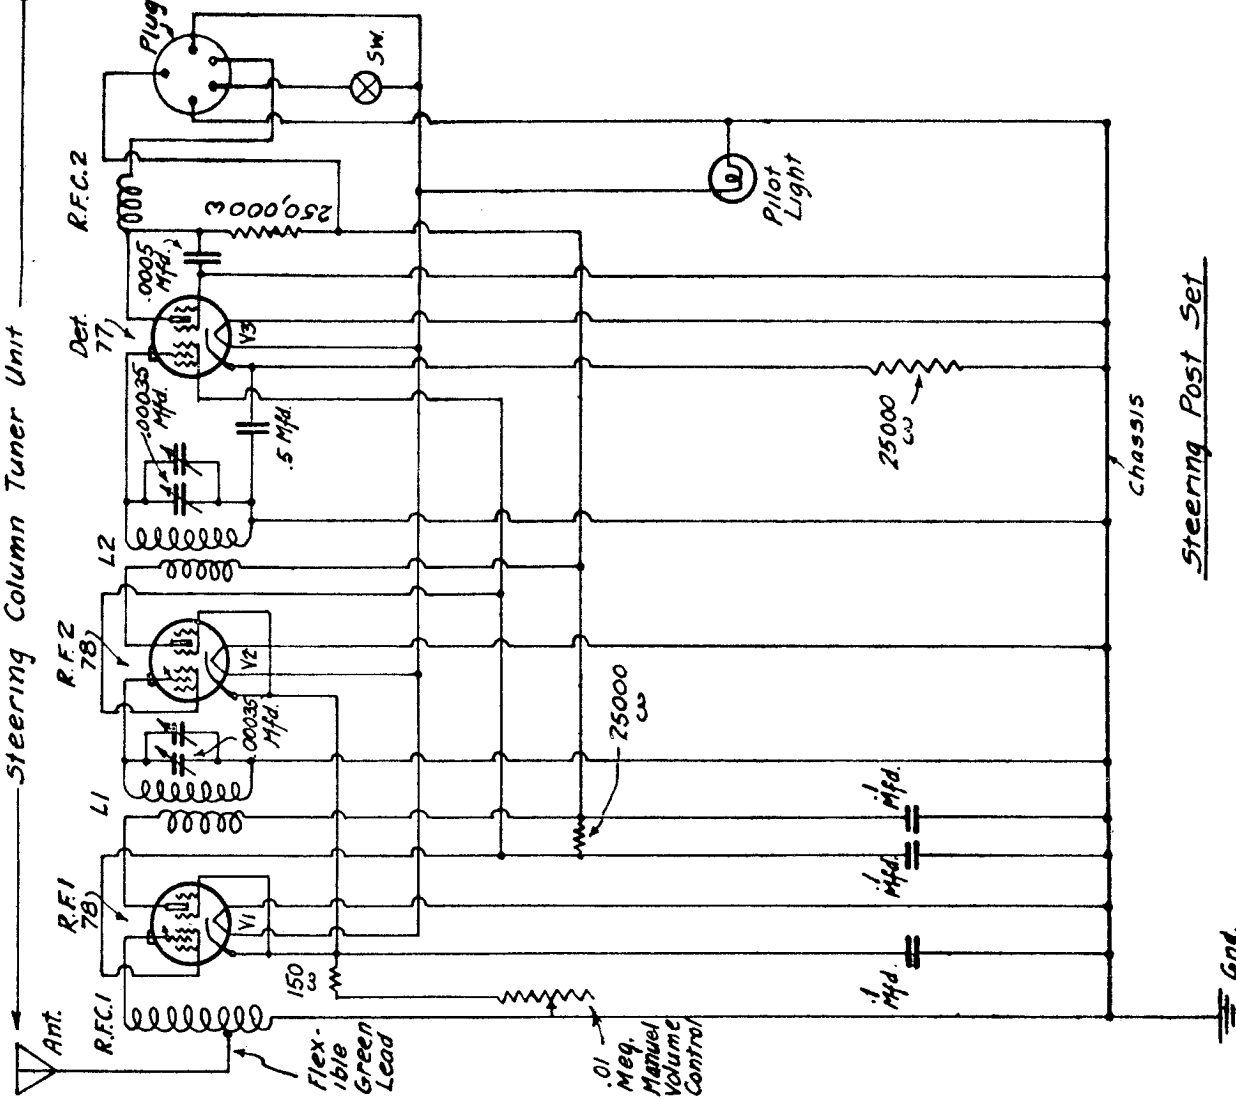 Steering Column Tuner Unit
Ant.
R.F.C.1
R.F.1
78
L1
R.F.2
78
L2
Det.
77
R.F.C.2
Plug
.00035
Mfd.
.00035
Mfd.
.0005
Mfd.
250,000 ω
SW.
V1
V2
V3
.5 Mfd.
150
ω
Flex-
ible
Green
Lead
.01
Meg.
Manuel
Volume
Control
25000
ω
25000
ω
Pilot
Light
.1
Mfd.
.1
Mfd.
.1
Mfd.
Chassis
Gnd.
Steering Post Set